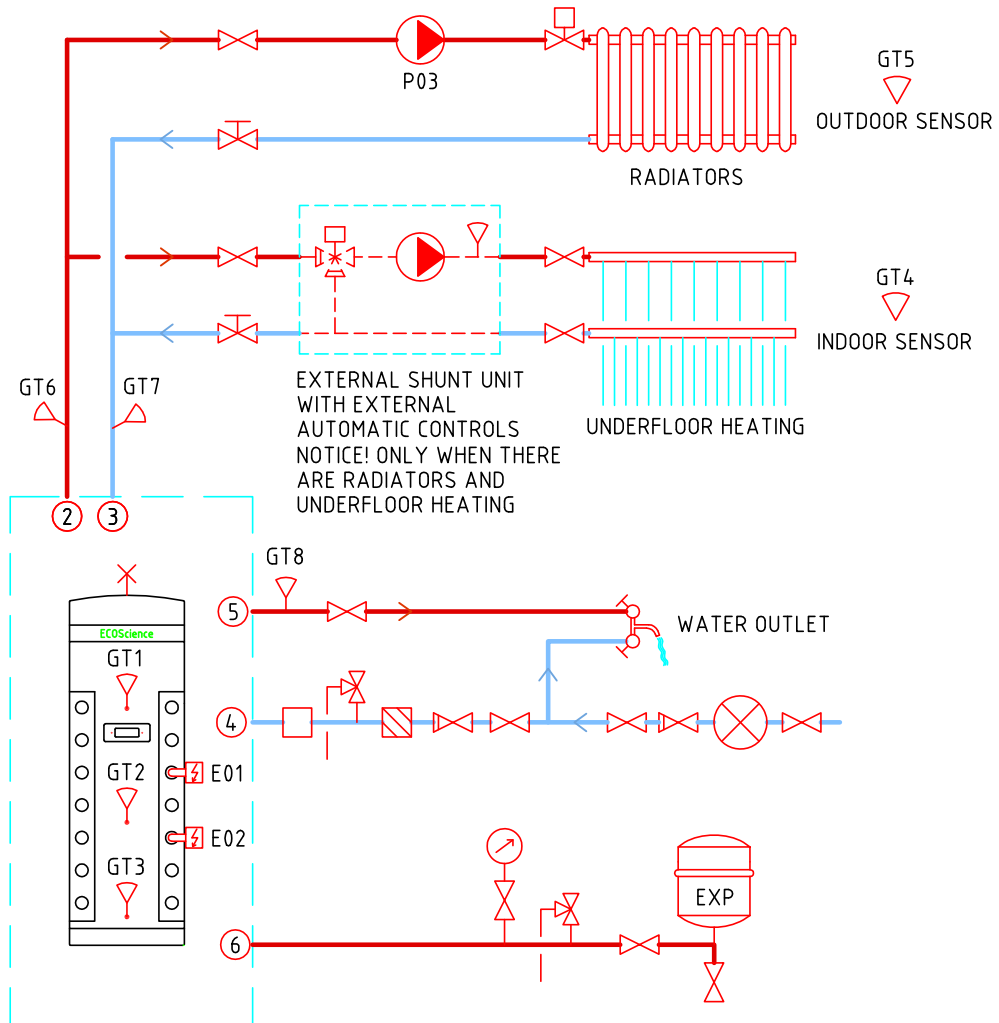 P03
GT5
OUTDOOR SENSOR
RADIATORS
GT4
INDOOR SENSOR
EXTERNAL SHUNT UNIT
WITH EXTERNAL
AUTOMATIC CONTROLS
NOTICE! ONLY WHEN THERE
ARE RADIATORS AND
UNDERFLOOR HEATING
UNDERFLOOR HEATING
GT6
GT7
2
3
GT8
5
WATER OUTLET
ECOScience
GT1
4
GT2
E01
E02
GT3
EXP
6